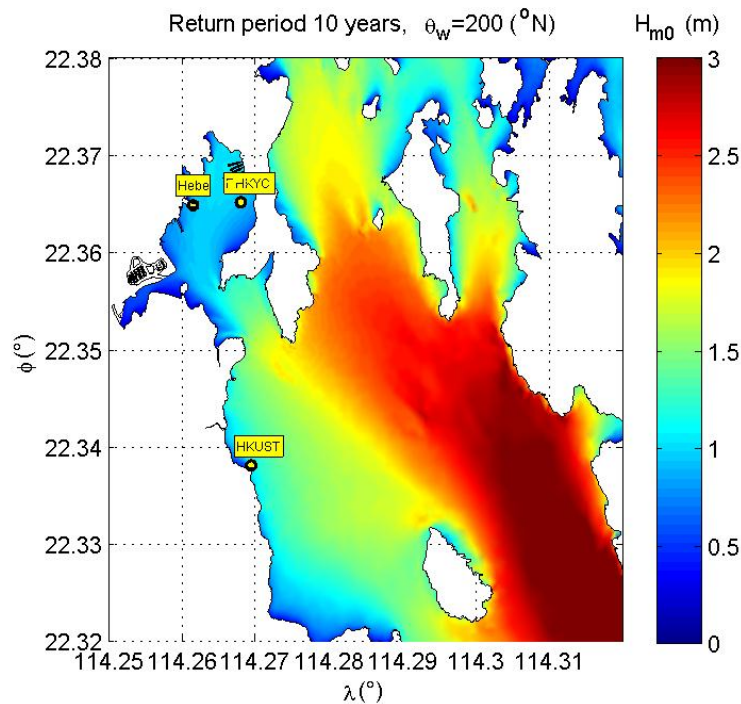 Return period 10 years, θw=200 (°N)
Hm0 (m)
22.38
22.37
22.36
22.35
22.34
22.33
22.32
ϕ(°)
Hebe
HKUST
114.25 114.26 114.27 114.28 114.29 114.3 114.31
λ(°)
3
2.5
2
1.5
1
0.5
0